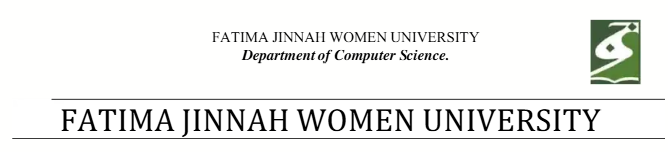 FATIMA JINNAH WOMEN UNIVERSITY
Department of Computer Science.
FATIMA JINNAH WOMEN UNIVERSITY